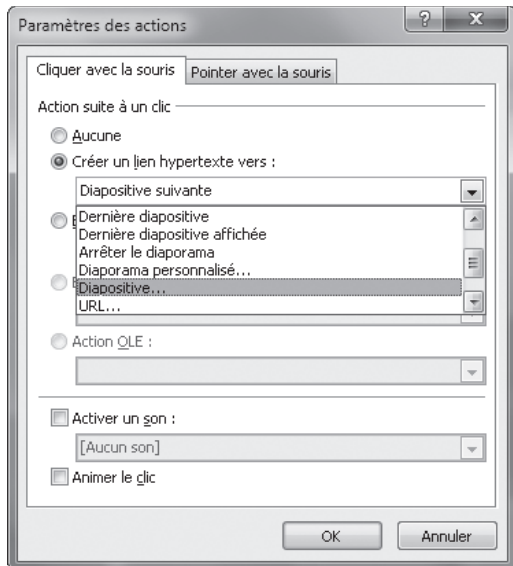 Paramètres des actions
Cliquer avec la souris
Pointer avec la souris
Action suite à un clic
Aucune
Créer un lien hypertexte vers :
Diapositive suivante
Dernière diapositive
Dernière diapositive affichée
Arrêter le diaporama
Diaporama personnalisé...
Diapositive...
URL...
Action OLE :
Activer un son :
[Aucun son]
Animer le clic
OK
Annuler